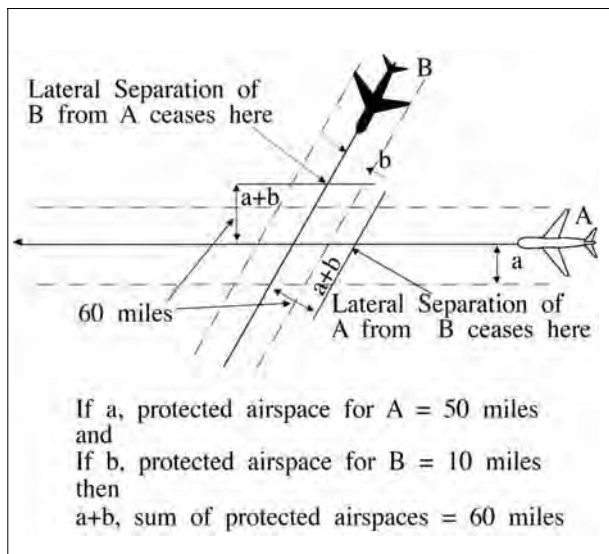 B
Lateral Separation of
B from A ceases here
b
a+b
A
a
a+b
60 miles
Lateral Separation of
A from B ceases here
If a, protected airspace for A = 50 miles
and
If b, protected airspace for B = 10 miles
then
a+b, sum of protected airspaces = 60 miles